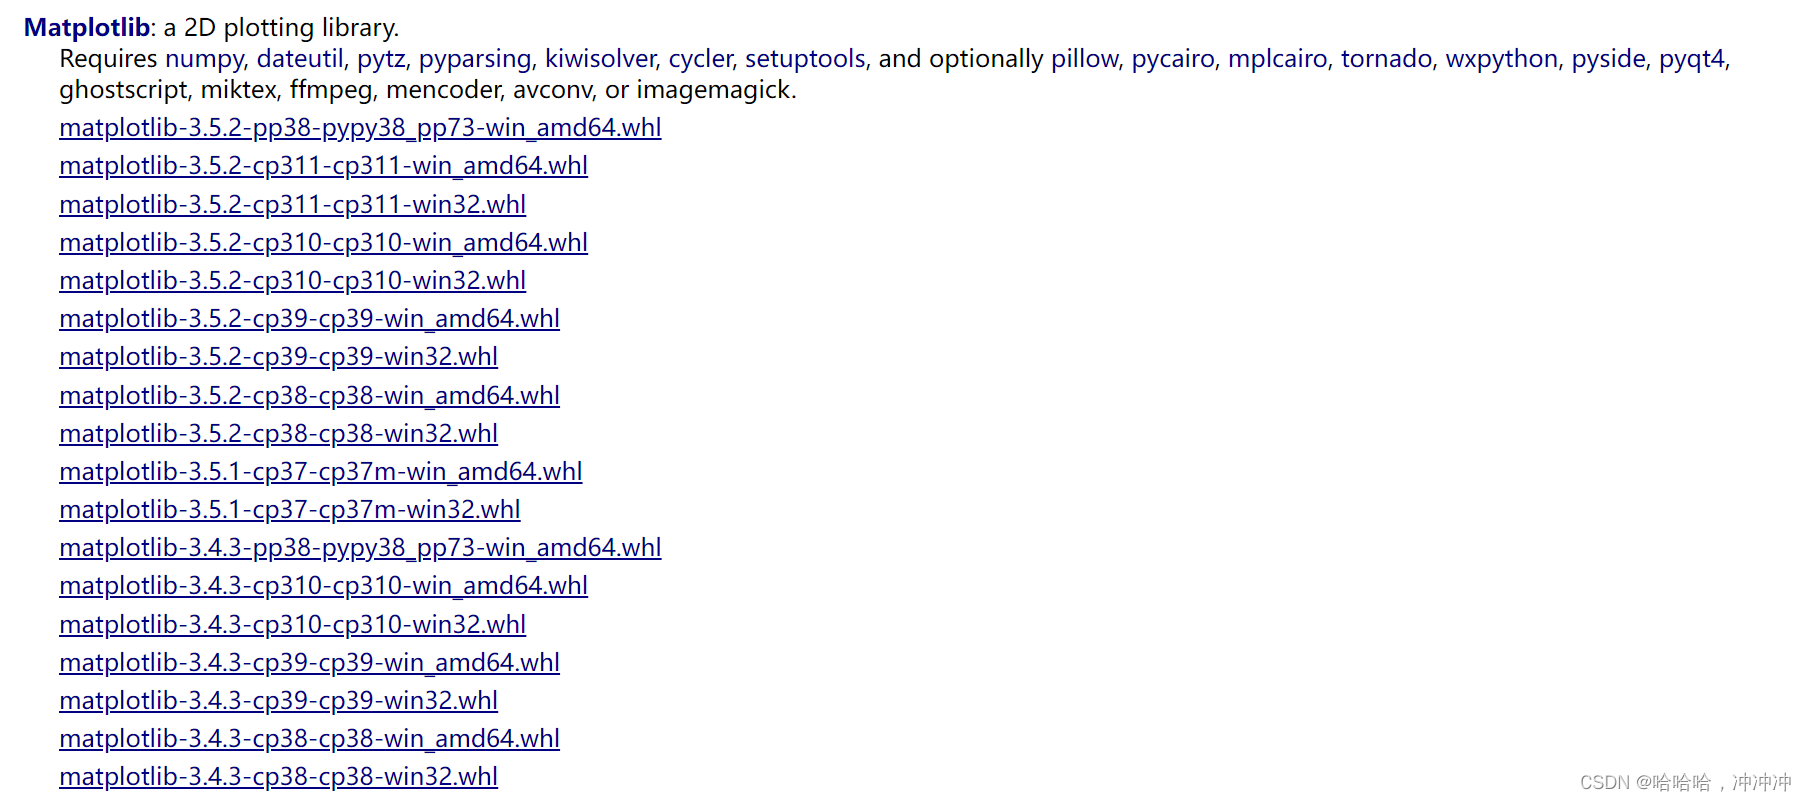 Matplotlib: a 2D plotting library.
Requires numpy, dateutil, pytz, pyparsing, kiwisolver, cycler, setuptools, and optionally pillow, pycairo, mplcairo, tornado, wxpython, pyside, pyqt4,
ghostscript, miktex, ffmpeg, mencoder, avconv, or imagemagick.
matplotlib-3.5.2-pp38-pypy38_pp73-win_amd64.whl
matplotlib-3.5.2-cp311-cp311-win_amd64.whl
matplotlib-3.5.2-cp311-cp311-win32.whl
matplotlib-3.5.2-cp310-cp310-win_amd64.whl
matplotlib-3.5.2-cp310-cp310-win32.whl
matplotlib-3.5.2-cp39-cp39-win_amd64.whl
matplotlib-3.5.2-cp39-cp39-win32.whl
matplotlib-3.5.2-cp38-cp38-win_amd64.whl
matplotlib-3.5.2-cp38-cp38-win32.whl
matplotlib-3.5.1-cp37-cp37m-win_amd64.whl
matplotlib-3.5.1-cp37-cp37m-win32.whl
matplotlib-3.4.3-pp38-pypy38_pp73-win_amd64.whl
matplotlib-3.4.3-cp310-cp310-win_amd64.whl
matplotlib-3.4.3-cp310-cp310-win32.whl
matplotlib-3.4.3-cp39-cp39-win_amd64.whl
matplotlib-3.4.3-cp39-cp39-win32.whl
matplotlib-3.4.3-cp38-cp38-win_amd64.whl
matplotlib-3.4.3-cp38-cp38-win32.whl
CSDN @哈哈哈，冲冲冲